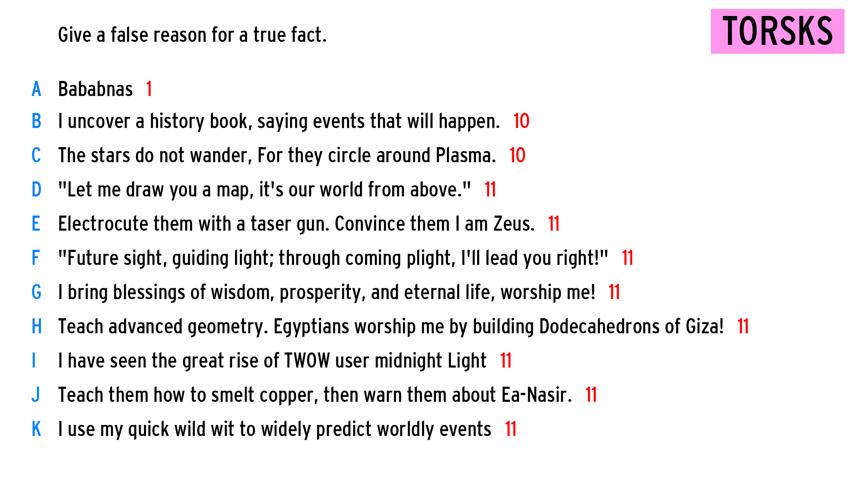 Give a false reason for a true fact.
TORSKS
A Bababnas 1
B I uncover a history book, saying events that will happen. 10
C The stars do not wander, For they circle around Plasma. 10
D "Let me draw you a map, it's our world from above." 11
E Electrocute them with a taser gun. Convince them I am Zeus. 11
F "Future sight, guiding light; through coming plight, I'll lead you right!" 11
G I bring blessings of wisdom, prosperity, and eternal life, worship me! 11
H Teach advanced geometry. Egyptians worship me by building Dodecahedrons of Giza! 11
I I have seen the great rise of TWOW user midnight Light 11
J Teach them how to smelt copper, then warn them about Ea-Nasir. 11
K I use my quick wild wit to widely predict worldly events 11